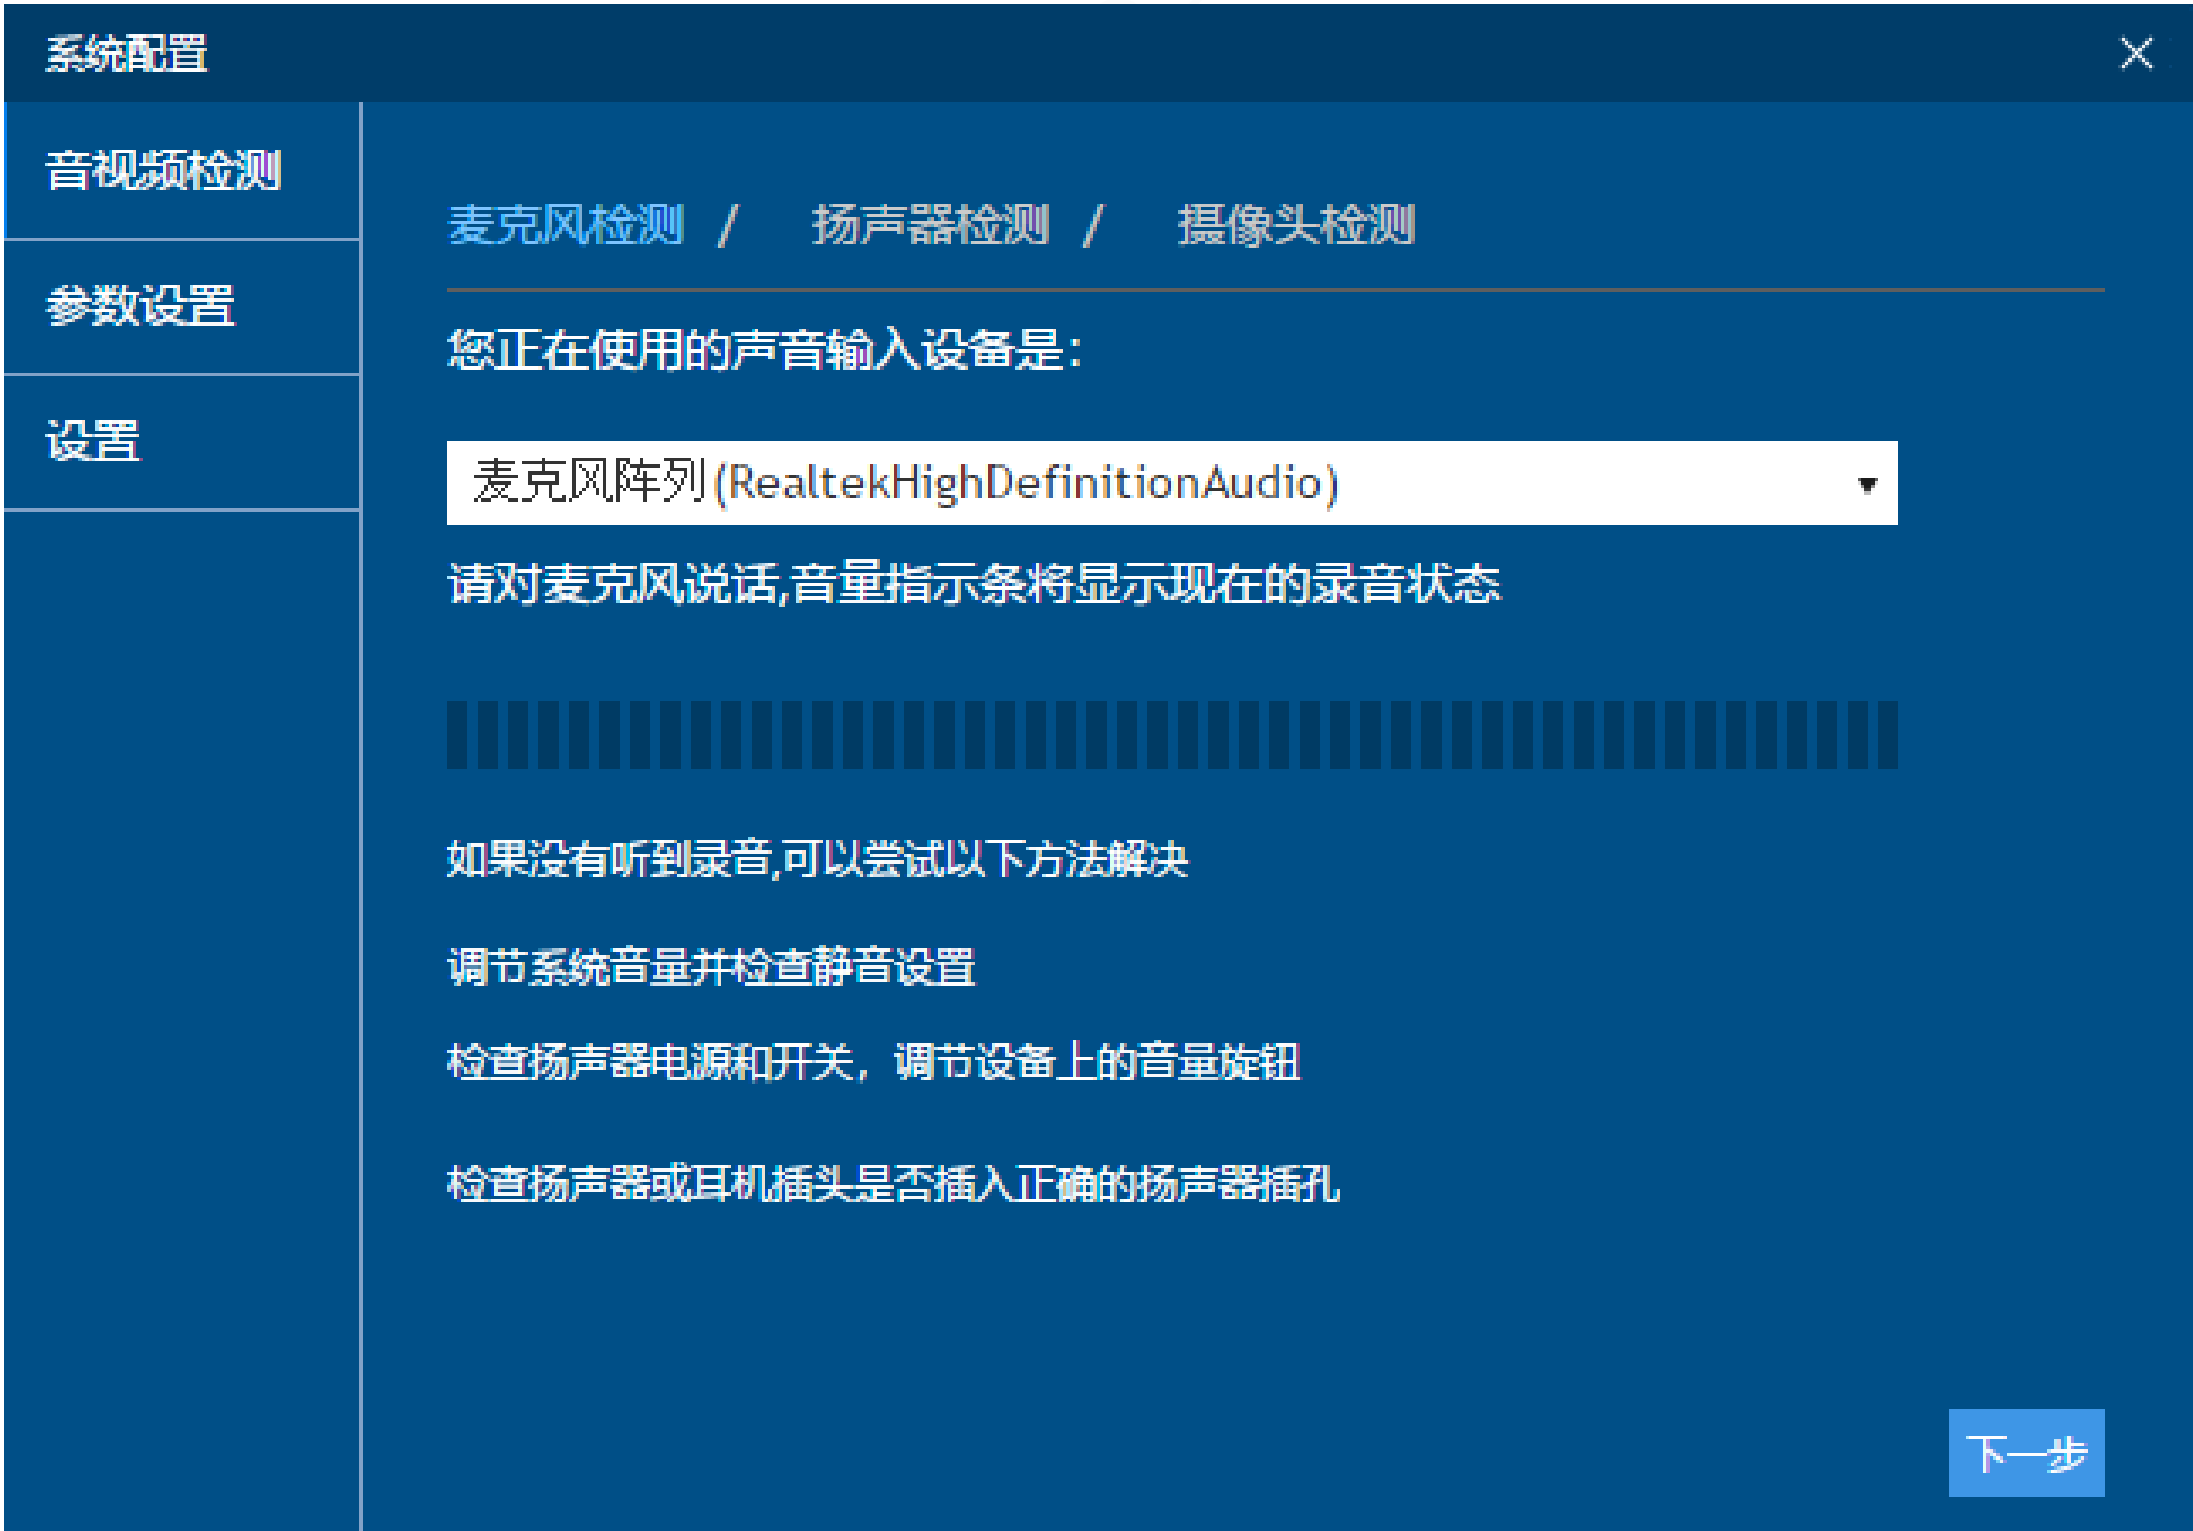 系统配置
音视频检测
参数设置
设置
麦克风检测 / 扬声器检测 / 摄像头检测
您正在使用的声音输入设备是：
麦克风阵列(RealtekHighDefinitionAudio)
请对麦克风说话,音量指示条将显示现在的录音状态
如果没有听到录音,可以尝试以下方法解决
调节系统音量并检查静音设置
检查扬声器电源和开关，调节设备上的音量旋钮
检查扬声器或耳机插头是否插入正确的扬声器插孔
下一步